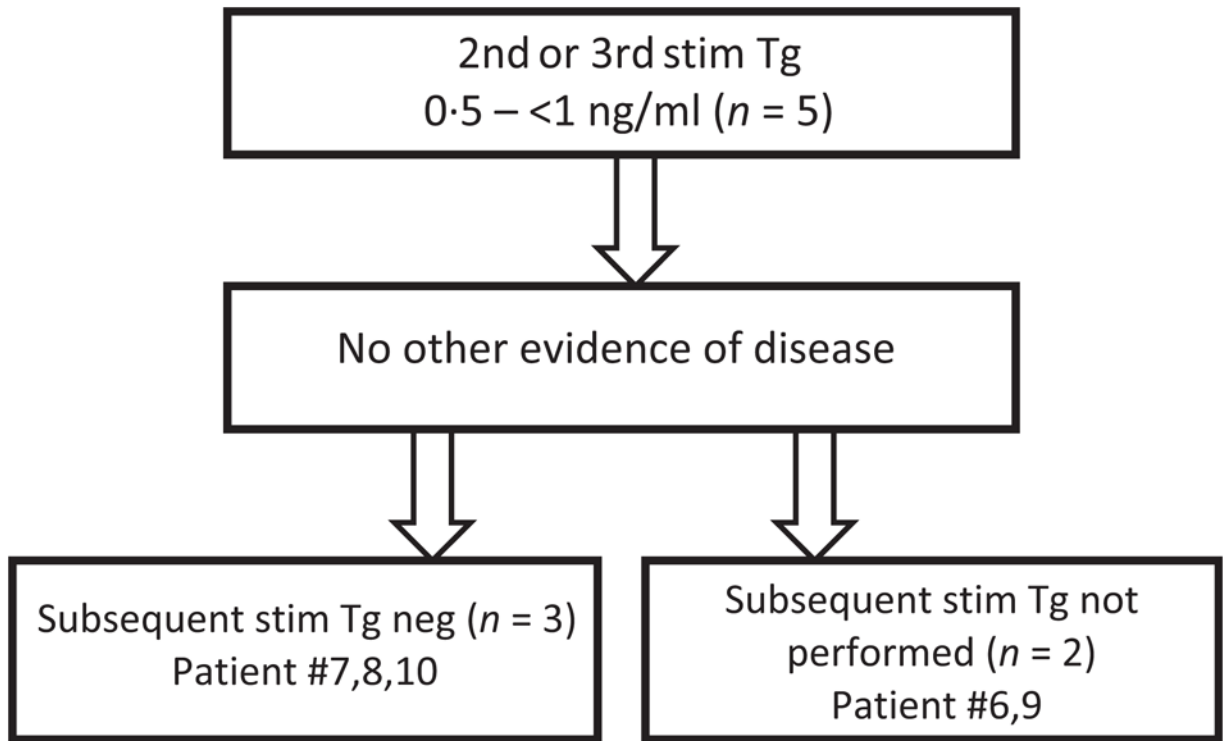 2nd or 3rd stim Tg
0·5 – <1 ng/ml (n = 5)
No other evidence of disease
Subsequent stim Tg neg (n = 3)
Patient #7,8,10
Subsequent stim Tg not
performed (n = 2)
Patient #6,9